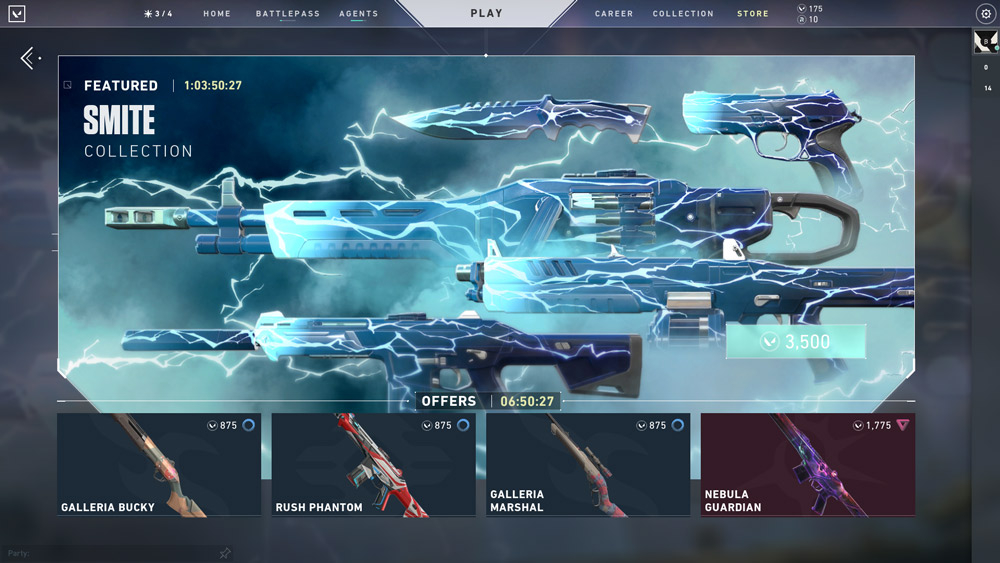 3 / 4
HOME
BATTLEPASS
AGENTS
PLAY
CAREER
COLLECTION
STORE
175
10
FEATURED
1:03:50:27
SMITE
COLLECTION
0
14
3,500
OFFERS
06:50:27
875
GALLERIA BUCKY
875
RUSH PHANTOM
875
GALLERIA
MARSHAL
1,775
NEBULA
GUARDIAN
Party: